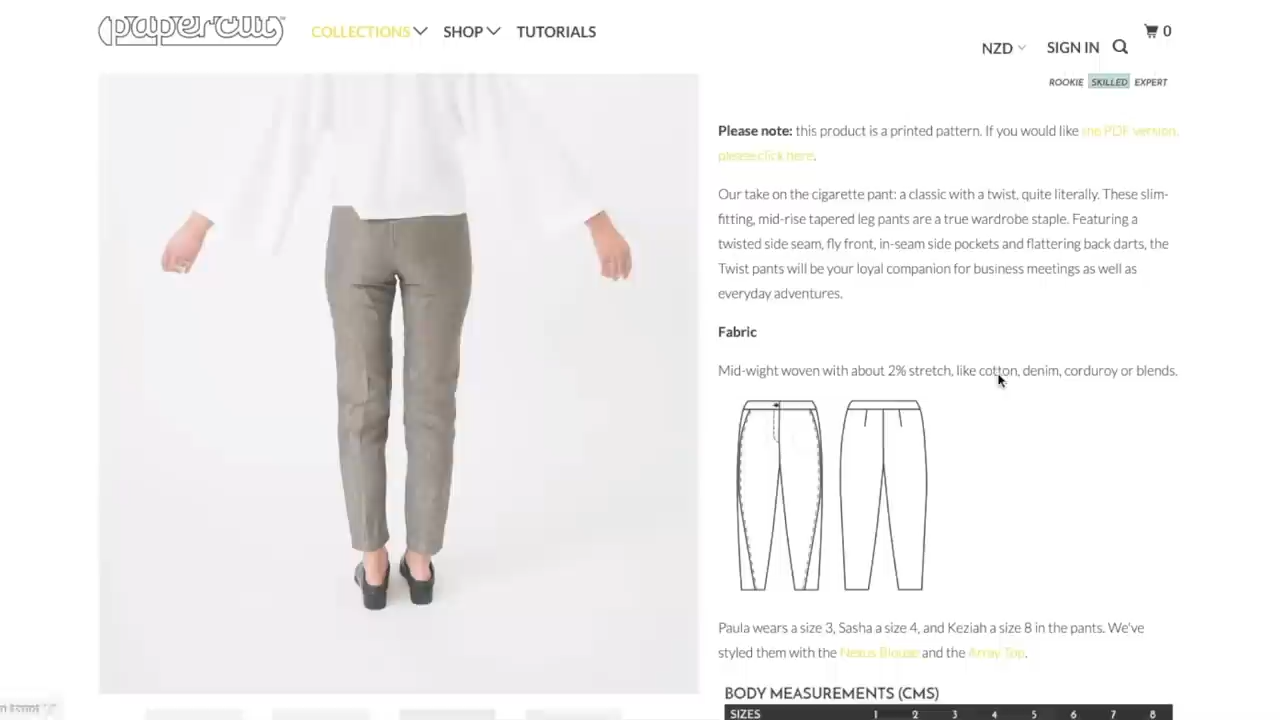 papercut
COLLECTIONS SHOP TUTORIALS
NZD SIGN IN 0
ROOKIE SKILLED EXPERT
Please note: this product is a printed pattern. If you would like the PDF version,
please click here.
Our take on the cigarette pant: a classic with a twist, quite literally. These slim-
fitting, mid-rise tapered leg pants are a true wardrobe staple. Featuring a
twisted side seam, fly front, in-seam side pockets and flattering back darts, the
Twist pants will be your loyal companion for business meetings as well as
everyday adventures.
Fabric
Mid-wight woven with about 2% stretch, like cotton, denim, corduroy or blends.
Paula wears a size 3, Sasha a size 4, and Keziah a size 8 in the pants. We've
styled them with the Nexus Blouse and the Array Top.
BODY MEASUREMENTS (CMS)
SIZES 1 2 3 4 5 6 7 8